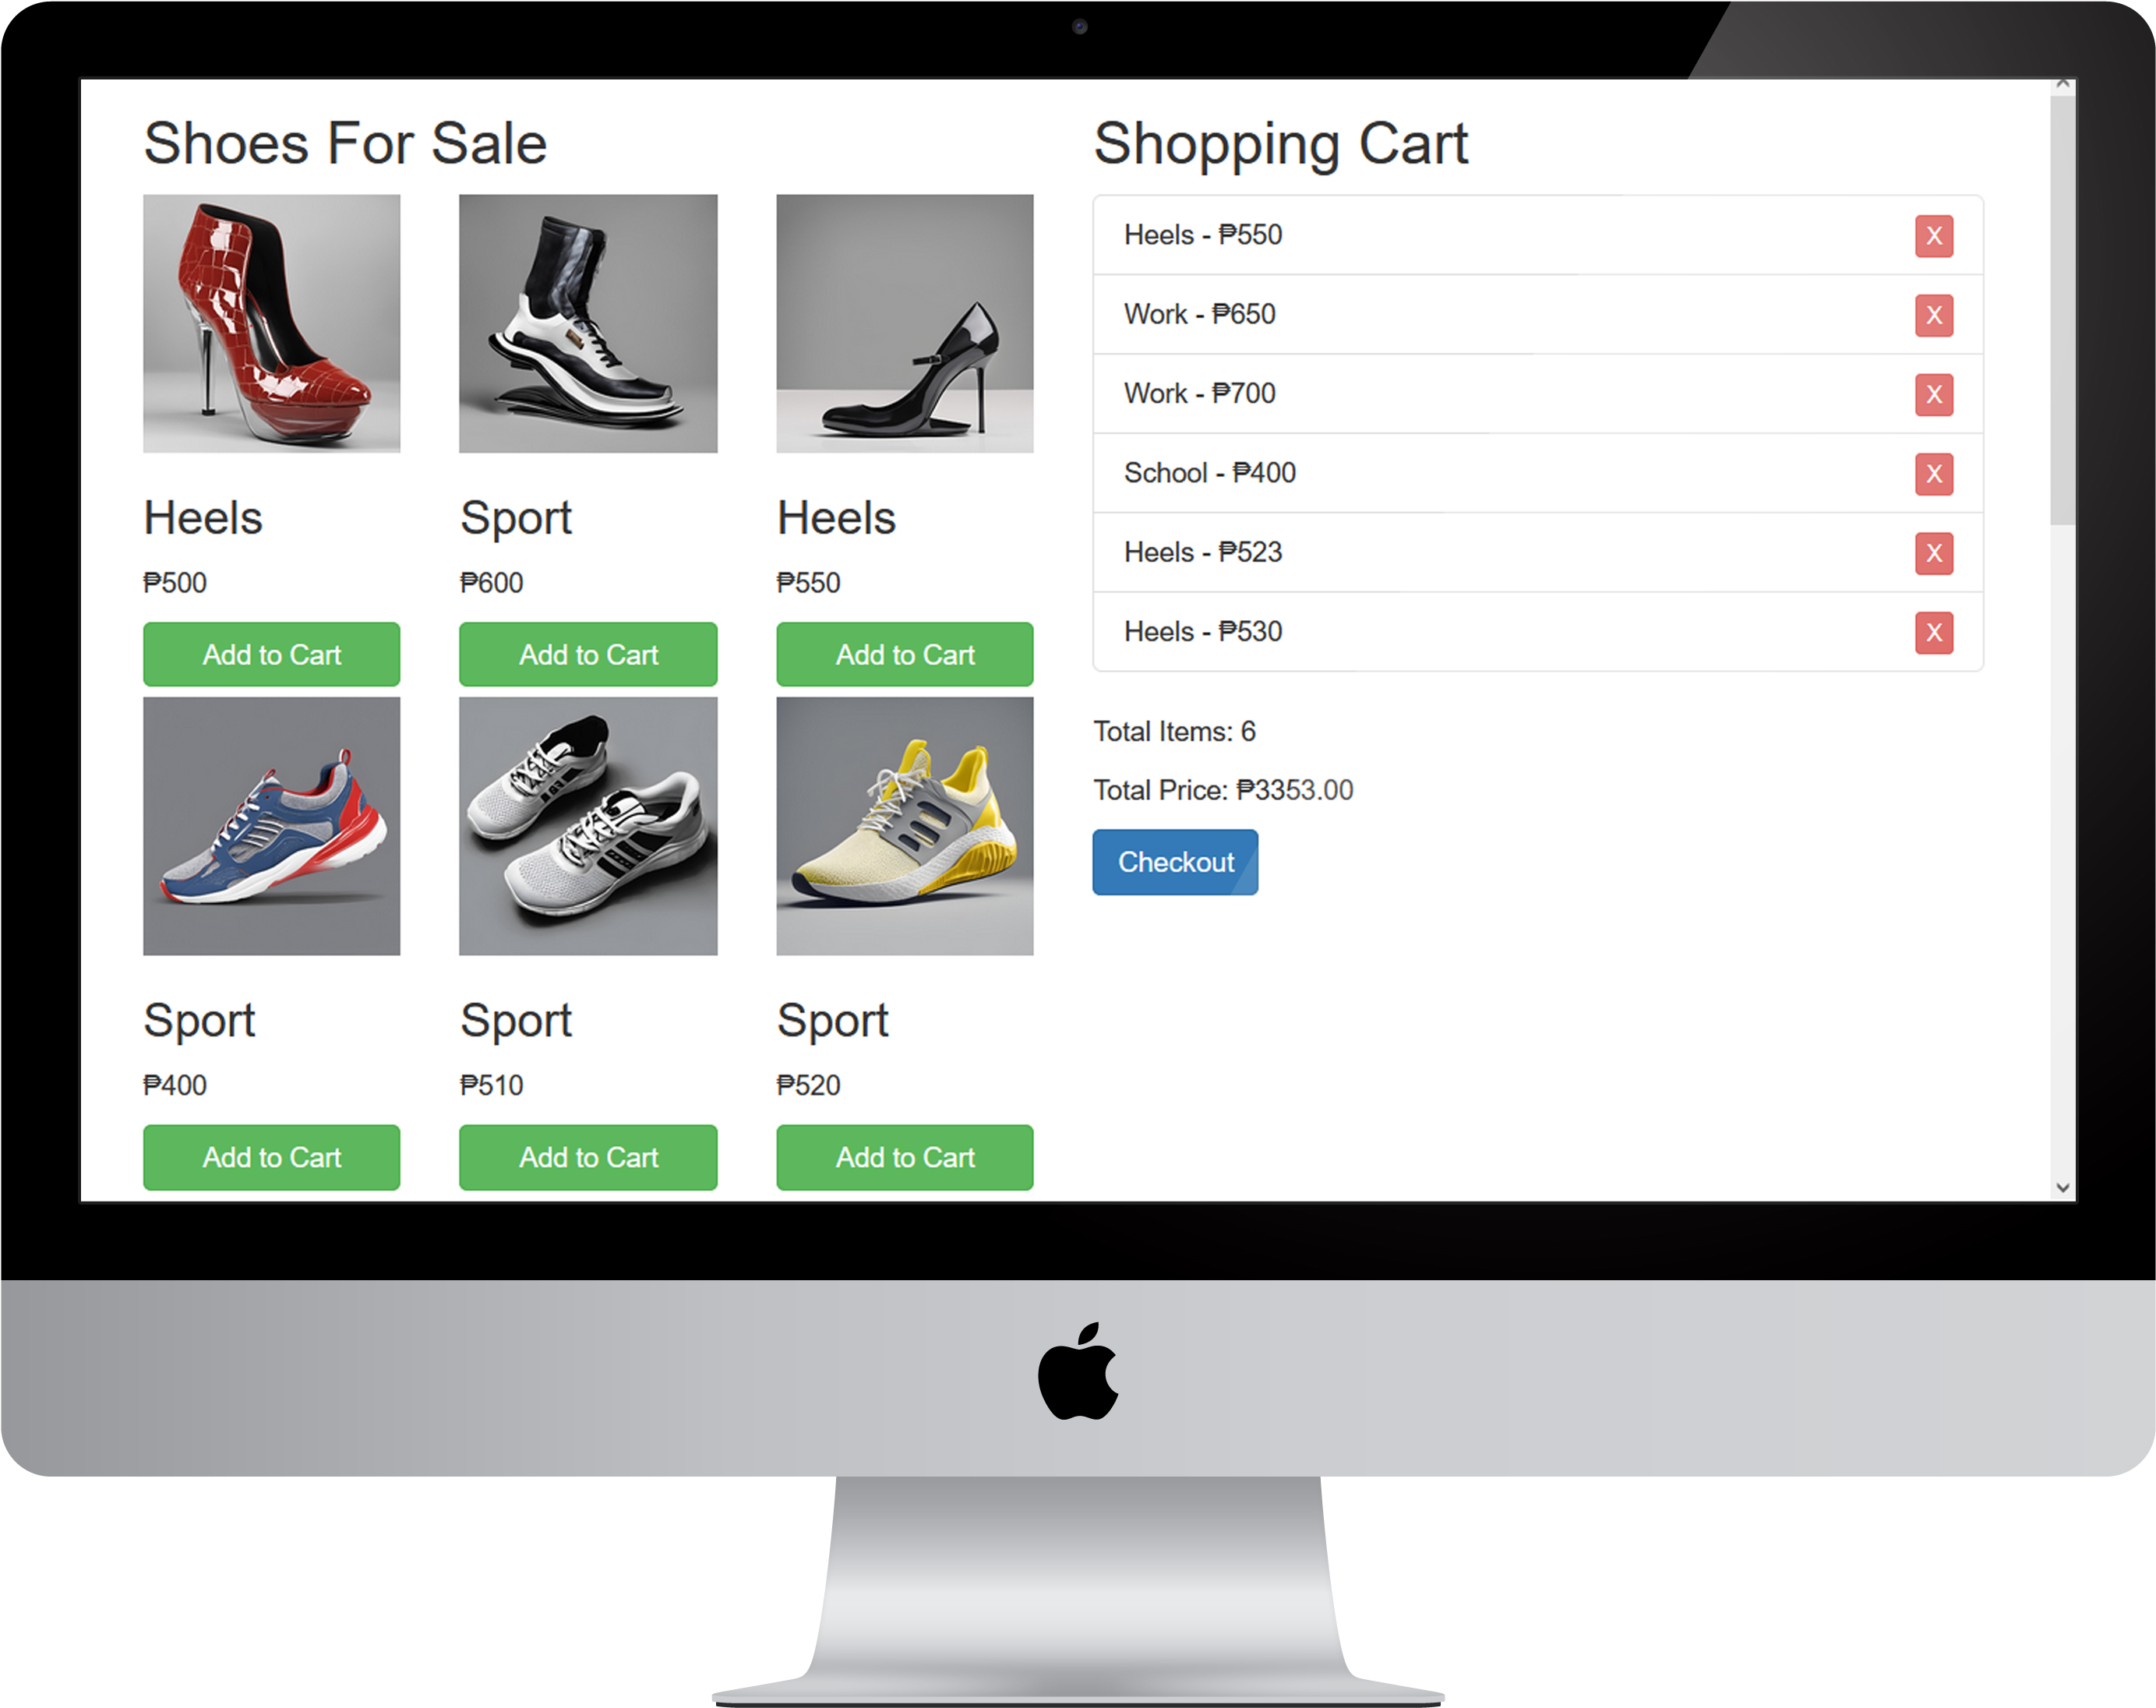 Shoes For Sale
Heels
₱500
Add to Cart
Sport
₱600
Add to Cart
Heels
₱550
Add to Cart
Sport
₱400
Add to Cart
Sport
₱510
Add to Cart
Sport
₱520
Add to Cart
Shopping Cart
Heels - ₱550 X
Work - ₱650 X
Work - ₱700 X
School - ₱400 X
Heels - ₱523 X
Heels - ₱530 X
Total Items: 6
Total Price: ₱3353.00
Checkout